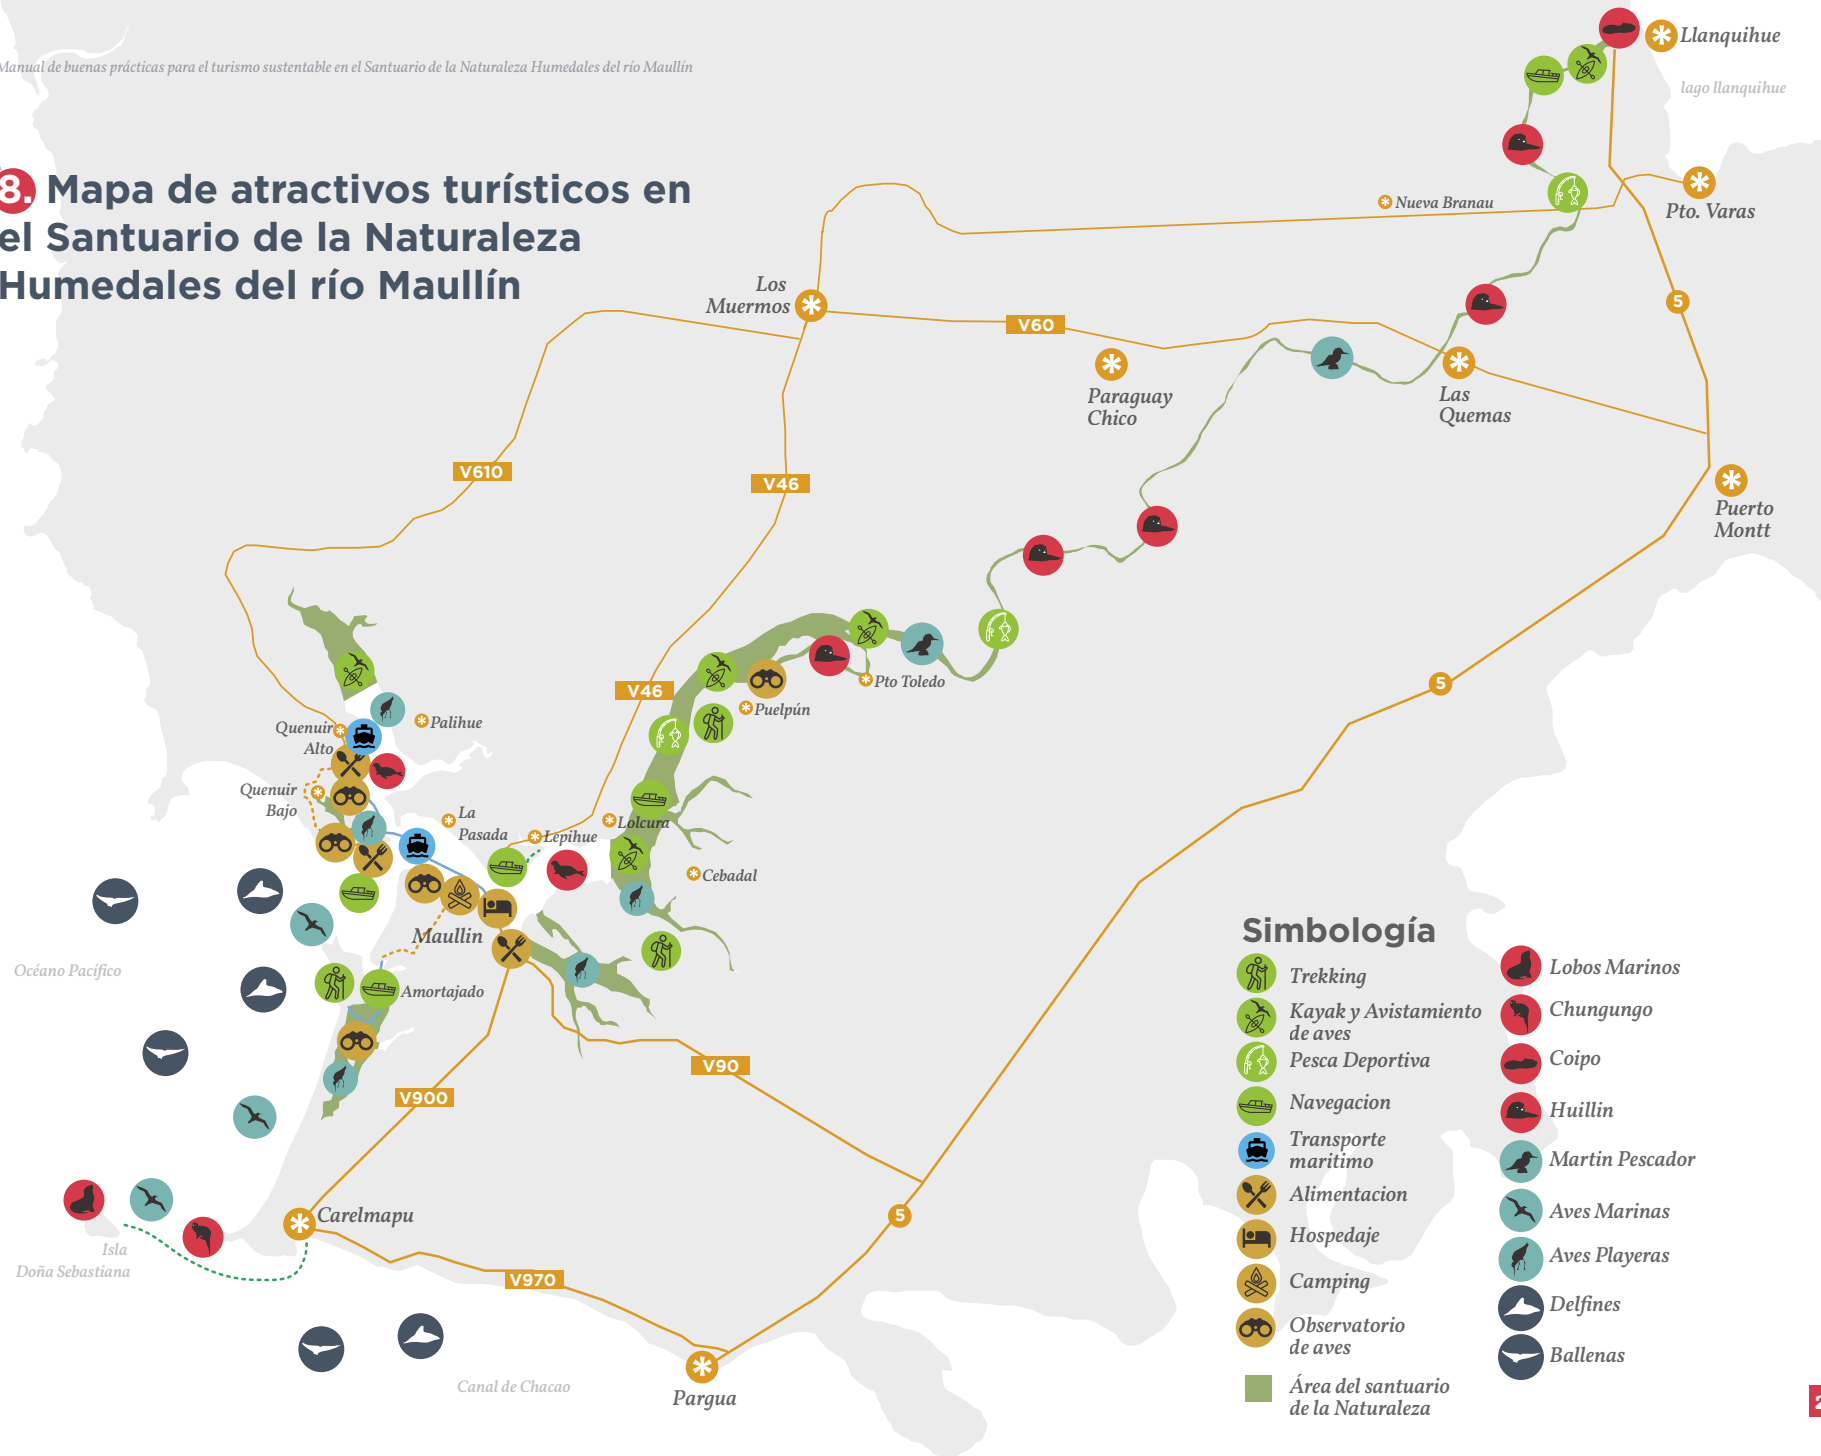 Manual de buenas prácticas para el turismo sustentable en el Santuario de la Naturaleza Humedales del río Maullín
8. Mapa de atractivos turísticos en
el Santuario de la Naturaleza
Humedales del río Maullín
Llanquihue
lago llanquihue
Pto. Varas
Nueva Branau
Los
Muermos
V60
5
Paraguay
Chico
Las
Quemas
V610
V46
Puerto
Montt
V46
5
Pto Toledo
Puelpún
Quenuir
Alto
Palihue
Quenuir
Bajo
La
Pasada
Lepihue
Lolcura
Cebadal
Maullin
Océano Pacífico
Amortajado
V90
V900
5
Carelmapu
Isla
Doña Sebastiana
V970
Canal de Chacao
Pargua
Simbología
Trekking
Kayak y Avistamiento
de aves
Pesca Deportiva
Navegacion
Transporte
maritimo
Alimentacion
Hospedaje
Camping
Observatorio
de aves
Área del santuario
de la Naturaleza
Lobos Marinos
Chungungo
Coipo
Huillin
Martin Pescador
Aves Marinas
Aves Playeras
Delfines
Ballenas